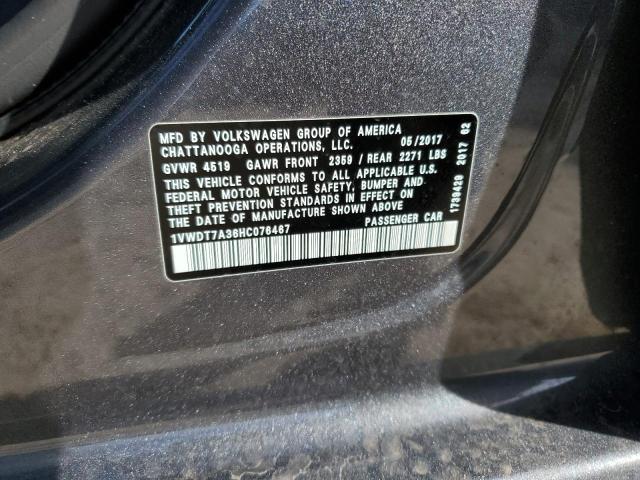 MFD BY VOLKSWAGEN GROUP OF AMERICA
CHATTANOOGA OPERATIONS, LLC. 05/2017
GVWR 4519 GAWR FRONT 2359 / REAR 2271 LBS
THIS VEHICLE CONFORMS TO ALL APPLICABLE U.S.
FEDERAL MOTOR VEHICLE SAFETY, BUMPER AND
THEFT PREVENTION STANDARDS IN EFFECT ON
THE DATE OF MANUFACTURE SHOWN ABOVE.
1VWDT7A36HC076467 PASSENGER CAR
1739429 2017 02